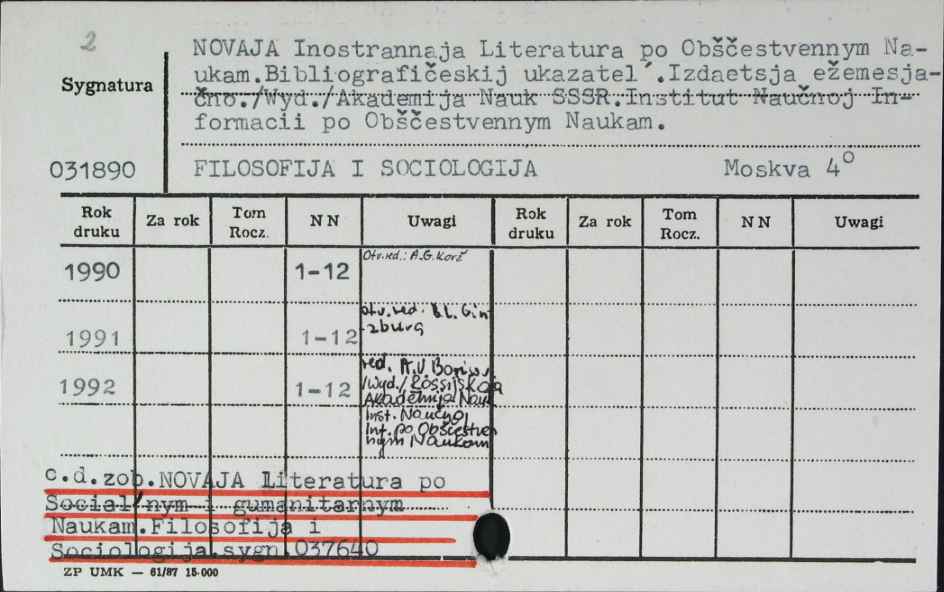 2
NOVAJA Inostrannaja Literatura po Obščestvennym Na-
ukam.Bibliografičeskij ukazatel´.Izdaetsja ežemesja-
Sygnatura
čno./Wyd./Akademija Nauk SSSR.Institut Naučnoj In-
formacii po Obščestvennym Naukam.
031890 FILOSOFIJA I SOCIOLOGIJA Moskva 4°
Rok druku Za rok Tom Rocz. NN Uwagi Rok druku Za rok Tom Rocz. NN Uwagi
1990 1-12 Otv.red.: A.G. Korž
1991 1-12 otv.red. B.L. Gin
-zburg
1992 1-12 red. A.V Boris
/Wyd./ Rossijskaja
Akademija Nauk
Inst. Naučnoj
Inf. po Obščestven
nym Naukam
c.d.zob.NOVAJA Literatura po
Social´nym i gumanitarnym
Naukam.Filosofija i
Sociologija.sygn.037640
ZP UMK — 61/87 15-000